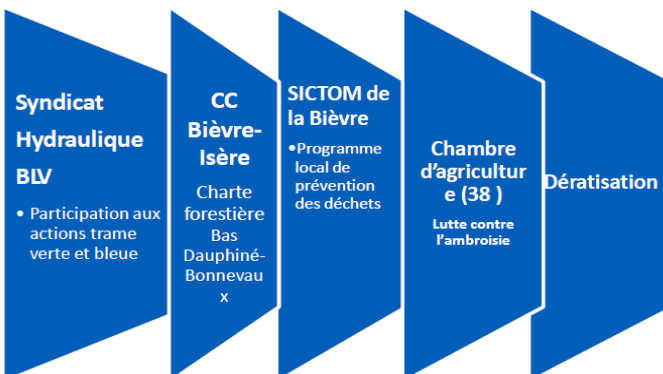 Syndicat
Hydraulique
BLV
• Participation aux
actions trame
verte et bleue
CC
Bièvre-
Isère
Charte
forestière
Bas
Dauphiné-
Bonnevau
x
SICTOM de
la Bièvre
•Programme
local de
prévention
des déchets
Chambre
d'agricultur
e (38 )
Lutte contre
l'ambroisie
Dératisation